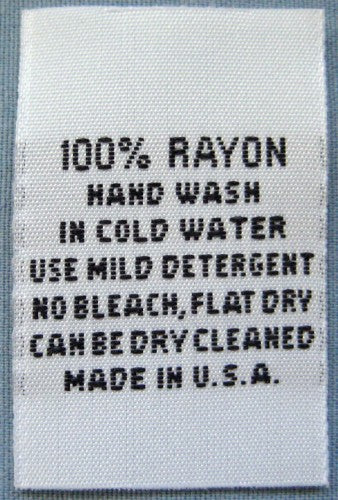 100% RAYON
HAND WASH
IN COLD WATER
USE MILD DETERGENT
NO BLEACH, FLAT DRY
CAN BE DRY CLEANED
MADE IN U.S.A.